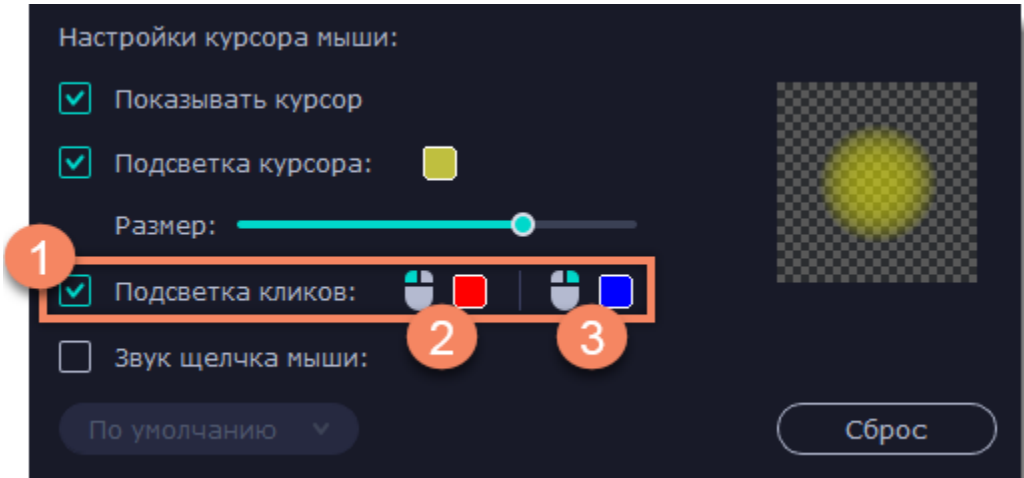 Настройки курсора мыши:
Показывать курсор
Подсветка курсора:
Размер:
1
Подсветка кликов:
2
3
Звук щелчка мыши:
По умолчанию
Сброс